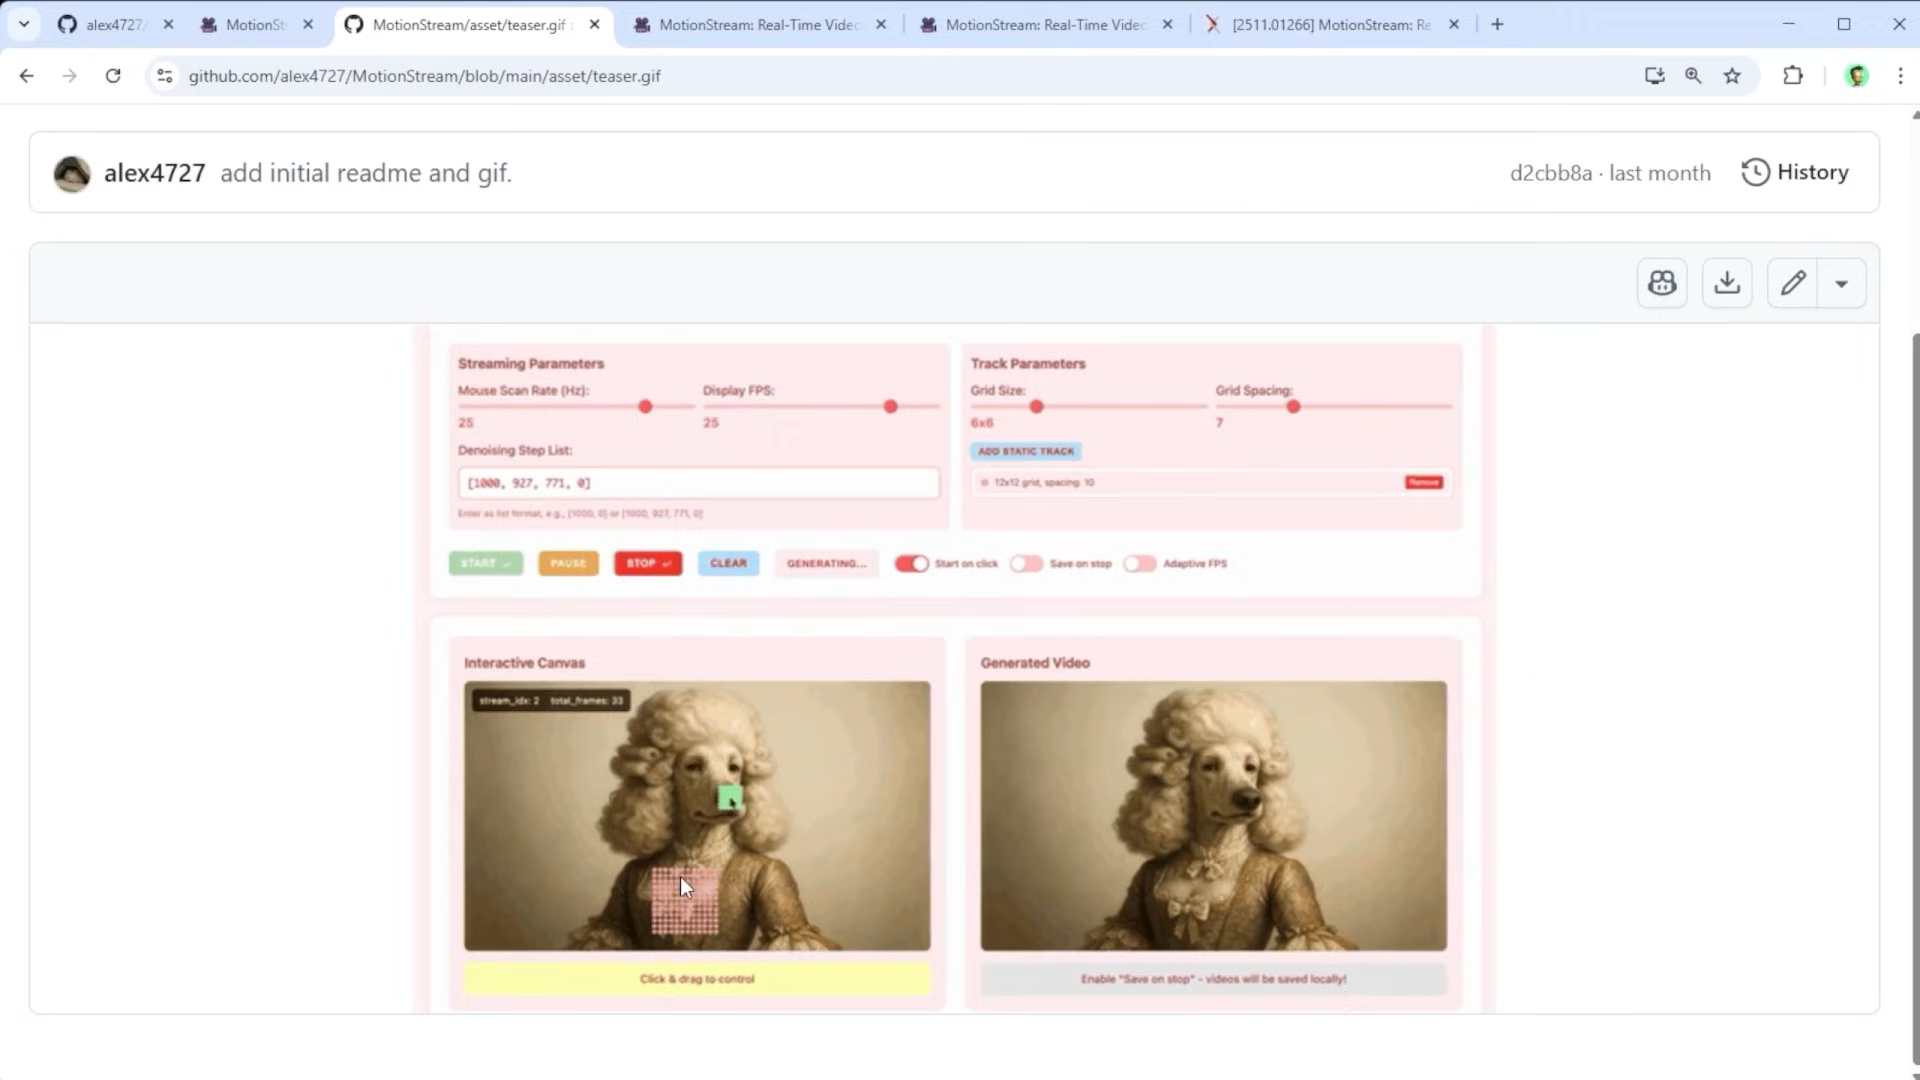 alex4727/
MotionSt
MotionStream/asset/teaser.gif
MotionStream: Real-Time Video
MotionStream: Real-Time Video
[2511.01266] MotionStream: Re
github.com/alex4727/MotionStream/blob/main/asset/teaser.gif
alex4727 add initial readme and gif.
d2cbb8a · last month
History
Streaming Parameters
Mouse Scan Rate (Hz): Display FPS:
25 25
Denoising Step List:
[1000, 927, 771, 0]
Enter as list format, e.g., [1000, 0] or [1000, 927, 771, 0]
Track Parameters
Grid Size: Grid Spacing:
6x6 7
ADD STATIC TRACK
12x12 grid, spacing: 10 Remove
START PAUSE STOP CLEAR GENERATING... Start on click Save on stop Adaptive FPS
Interactive Canvas
stream_idx: 2 total_frames: 33
Click & drag to control
Generated Video
Enable "Save on stop" - videos will be saved locally!